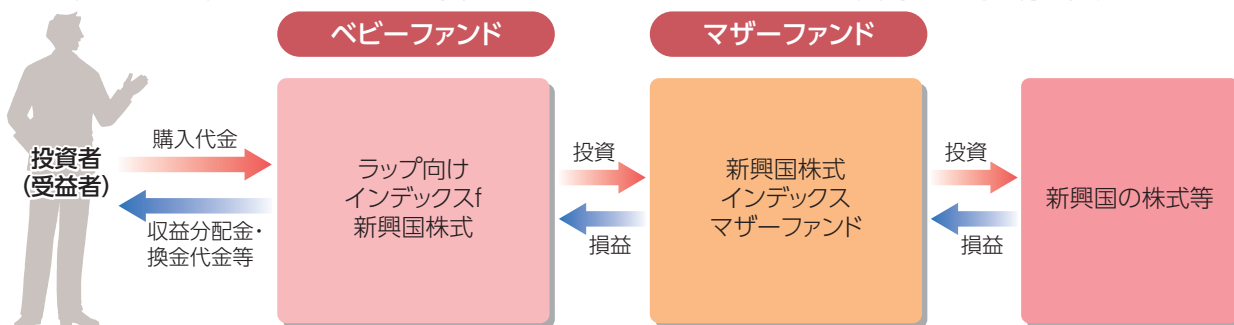 ベビーファンド
マザーファンド
投資者
(受益者)
購入代金
収益分配金・
換金代金等
ラップ向け
インデックスf
新興国株式
投資
損益
新興国株式
インデックス
マザーファンド
投資
損益
新興国の株式等